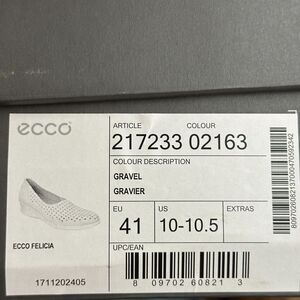 ecco
ARTICLE COLOUR
217233 02163
COLOUR DESCRIPTION
GRAVEL
GRAVIER
EU US EXTRAS
41 10-10.5
UPC/EAN
ECCO FELICIA
1711202405
8 09702 60821 3